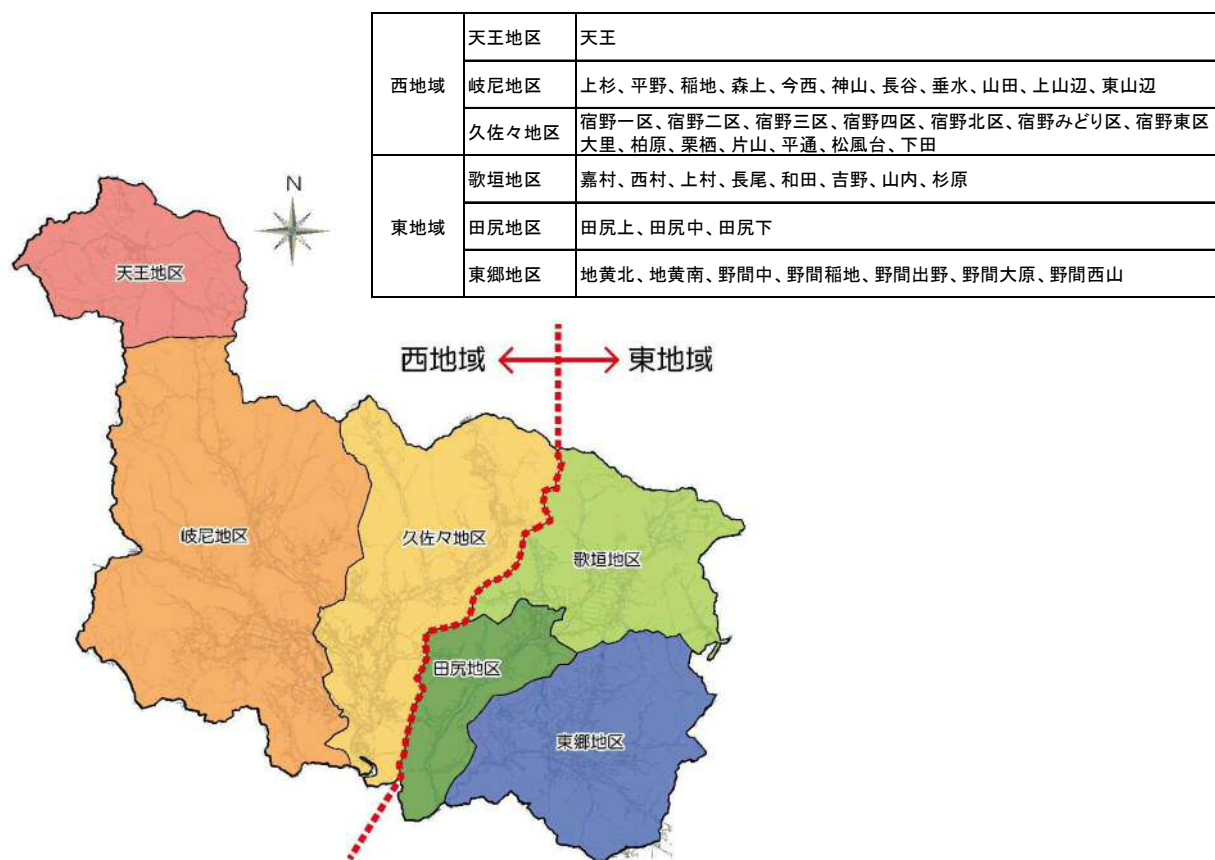 西地域
天王地区 天王
岐尼地区 上杉、平野、稲地、森上、今西、神山、長谷、垂水、山田、上山辺、東山辺
久佐々地区 宿野一区、宿野二区、宿野三区、宿野四区、宿野北区、宿野みどり区、宿野東区
大里、柏原、栗栖、片山、平通、松風台、下田
東地域
歌垣地区 嘉村、西村、上村、長尾、和田、吉野、山内、杉原
田尻地区 田尻上、田尻中、田尻下
東郷地区 地黄北、地黄南、野間中、野間稲地、野間出野、野間大原、野間西山
N
天王地区
西地域 東地域
岐尼地区
久佐々地区
歌垣地区
田尻地区
東郷地区